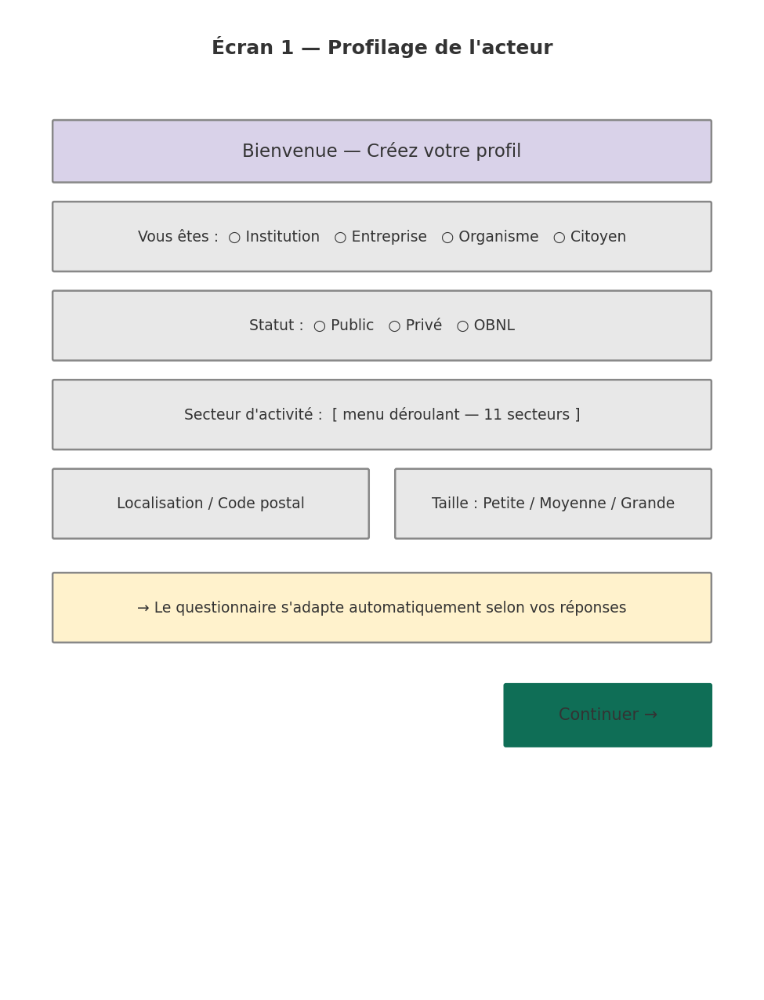 Écran 1 — Profilage de l'acteur
Bienvenue — Créez votre profil
Vous êtes : ○ Institution ○ Entreprise ○ Organisme ○ Citoyen
Statut : ○ Public ○ Privé ○ OBNL
Secteur d'activité : [ menu déroulant — 11 secteurs ]
Localisation / Code postal
Taille : Petite / Moyenne / Grande
→ Le questionnaire s'adapte automatiquement selon vos réponses
Continuer →